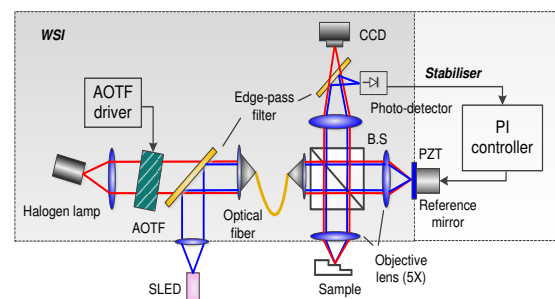 WSI
CCD
Stabiliser
AOTF
driver
Edge-pass
filter
Photo-detector
B.S
PZT
PI
controller
Halogen lamp
AOTF
Optical
fiber
Reference
mirror
Objective
lens (5X)
SLED
Sample